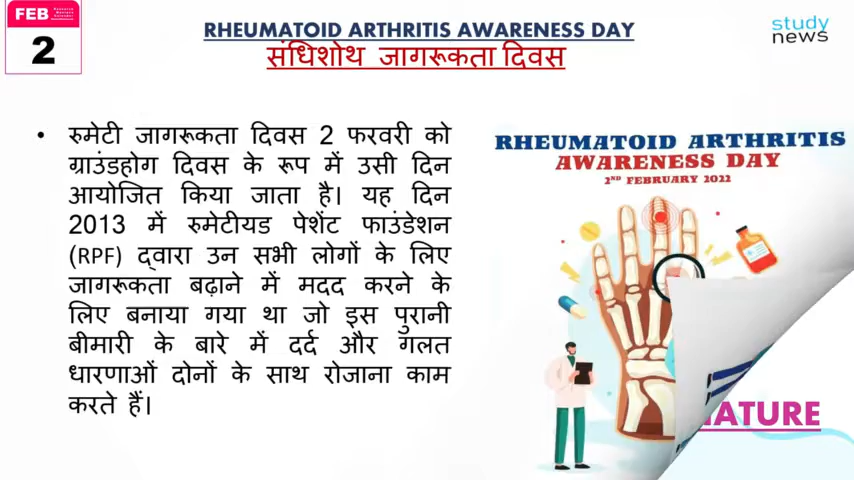 FEB
2
RHEUMATOID ARTHRITIS AWARENESS DAY
संधिशोथ जागरूकता दिवस
study
news
• रुमेटी जागरूकता दिवस 2 फरवरी को
ग्राउंडहोग दिवस के रूप में उसी दिन
आयोजित किया जाता है। यह दिन
2013 में रुमेटीयड पेशेंट फाउंडेशन
(RPF) द्वारा उन सभी लोगों के लिए
जागरूकता बढ़ाने में मदद करने के
लिए बनाया गया था जो इस पुरानी
बीमारी के बारे में दर्द और गलत
धारणाओं दोनों के साथ रोजाना काम
करते हैं।
RHEUMATOID ARTHRITIS
AWARENESS DAY
2ND FEBRUARY 2022